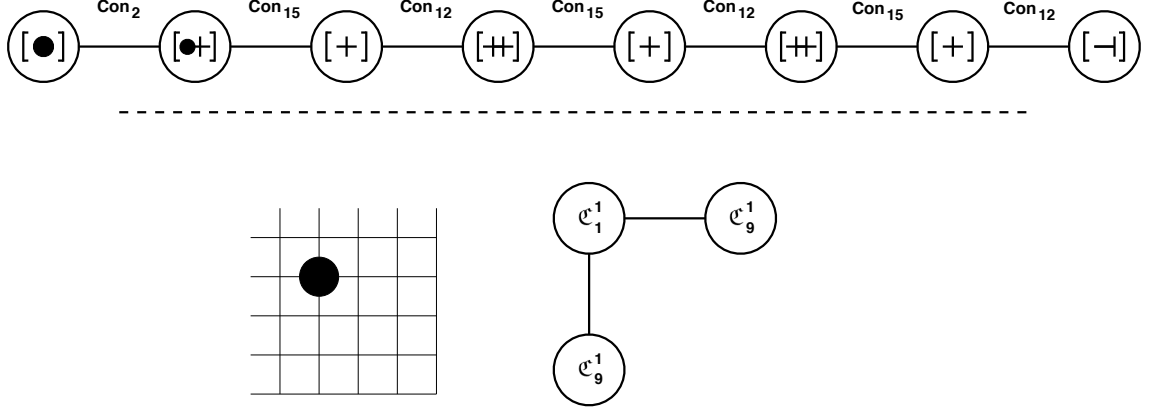 Con₂ Con₁₅ Con₁₂ Con₁₅ Con₁₂ Con₁₅ Con₁₂
[●] [●+] [+] [++] [+] [++] [+] [⊣]
ℭ¹₁ ℭ¹₉
ℭ¹₉